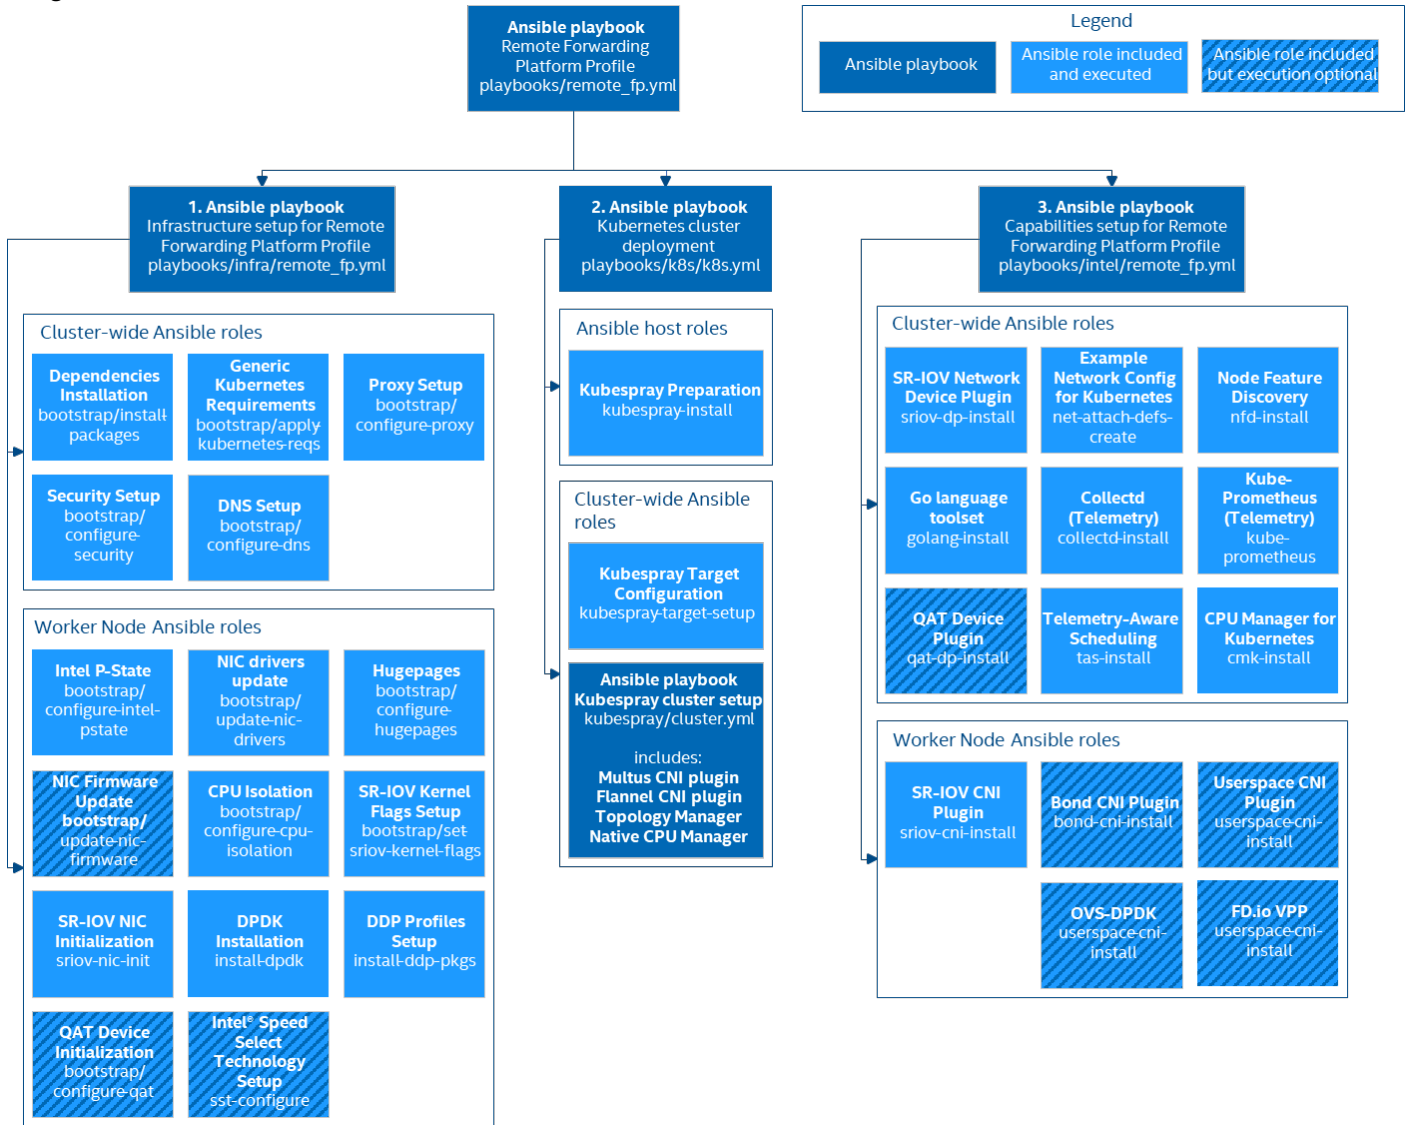 Ansible playbook
Remote Forwarding
Platform Profile
playbooks/remote_fp.yml
Legend
Ansible playbook
Ansible role included
and executed
Ansible role included
but execution optional
1. Ansible playbook
Infrastructure setup for Remote
Forwarding Platform Profile
playbooks/infra/remote_fp.yml
2. Ansible playbook
Kubernetes cluster
deployment
playbooks/k8s/k8s.yml
3. Ansible playbook
Capabilities setup for Remote
Forwarding Platform Profile
playbooks/intel/remote_fp.yml
Cluster-wide Ansible roles
Dependencies
Installation
bootstrap/install-
packages
Generic
Kubernetes
Requirements
bootstrap/apply-
kubernetes-reqs
Proxy Setup
bootstrap/
configure-proxy
Security Setup
bootstrap/
configure-
security
DNS Setup
bootstrap/
configure-dns
Worker Node Ansible roles
Intel P-State
bootstrap/
configure-intel-
pstate
NIC drivers
update
bootstrap/
update-nic-
drivers
Hugepages
bootstrap/
configure-
hugepages
NIC Firmware
Update
bootstrap/
update-nic-
firmware
CPU Isolation
bootstrap/
configure-cpu-
isolation
SR-IOV Kernel
Flags Setup
bootstrap/set-
sriov-kernel-flags
SR-IOV NIC
Initialization
sriov-nic-init
DPDK
Installation
install-dpdk
DDP Profiles
Setup
install-ddp-pkgs
QAT Device
Initialization
bootstrap/
configure-qat
Intel® Speed
Select
Technology
Setup
sst-configure
Ansible host roles
Kubespray Preparation
kubespray-install
Cluster-wide Ansible
roles
Kubespray Target
Configuration
kubespray-target-setup
Ansible playbook
Kubespray cluster setup
kubespray/cluster.yml
includes:
Multus CNI plugin
Flannel CNI plugin
Topology Manager
Native CPU Manager
Cluster-wide Ansible roles
SR-IOV Network
Device Plugin
sriov-dp-install
Example
Network Config
for Kubernetes
net-attach-defs-
create
Node Feature
Discovery
nfd-install
Go language
toolset
golang-install
Collectd
(Telemetry)
collectd-install
Kube-
Prometheus
(Telemetry)
kube-
prometheus
QAT Device
Plugin
qat-dp-install
Telemetry-Aware
Scheduling
tas-install
CPU Manager for
Kubernetes
cmk-install
Worker Node Ansible roles
SR-IOV CNI
Plugin
sriov-cni-install
Bond CNI Plugin
bond-cni-install
Userspace CNI
Plugin
userspace-cni-
install
OVS-DPDK
userspace-cni-
install
FD.io VPP
userspace-cni-
install